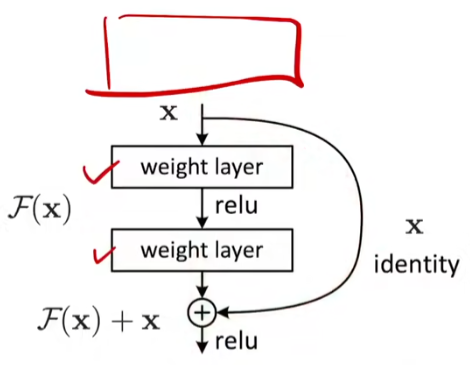 x
weight layer
F(x)
relu
x
weight layer
identity
F(x) + x
+
relu